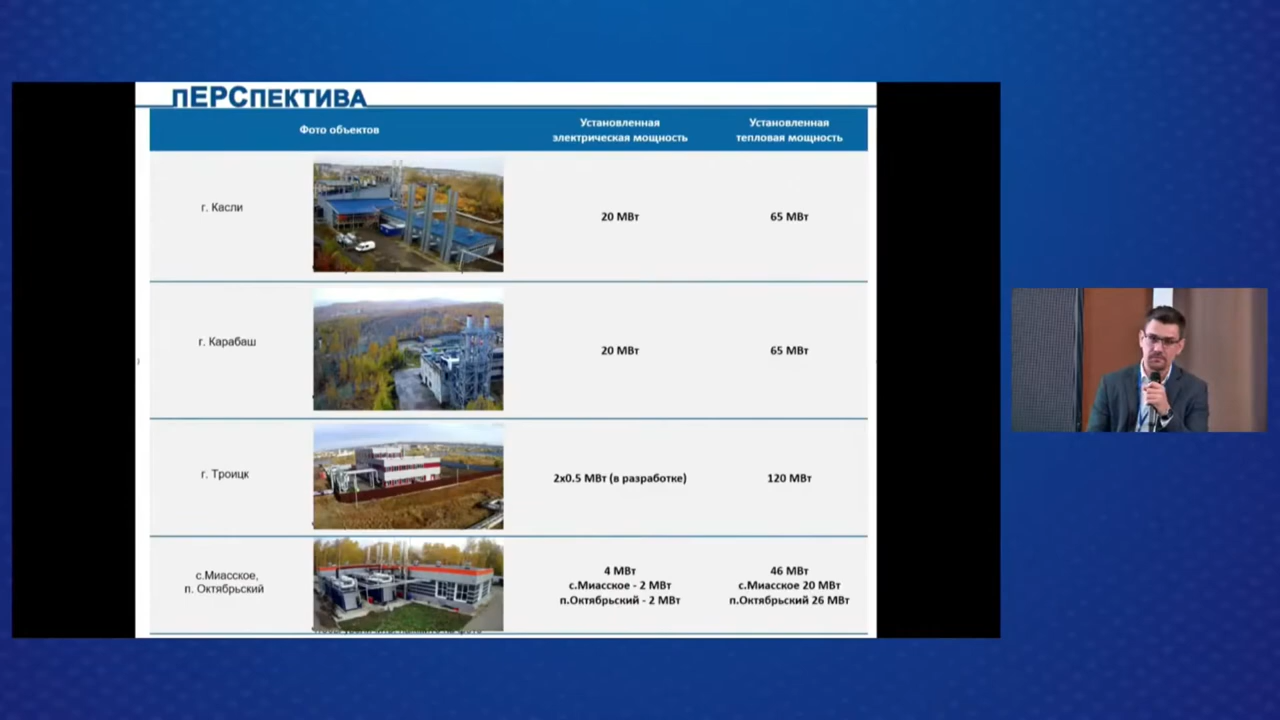 пЕРСПЕКТИВА
Фото объектов
Установленная
электрическая мощность
Установленная
тепловая мощность
г. Касли
20 МВт
65 МВт
г. Карабаш
20 МВт
65 МВт
г. Троицк
2x0.5 МВт (в разработке)
120 МВт
с.Миасское,
п. Октябрьский
4 МВт
с.Миасское - 2 МВт
п.Октябрьский - 2 МВт
46 МВт
с.Миасское 20 МВт
п.Октябрьский 26 МВт